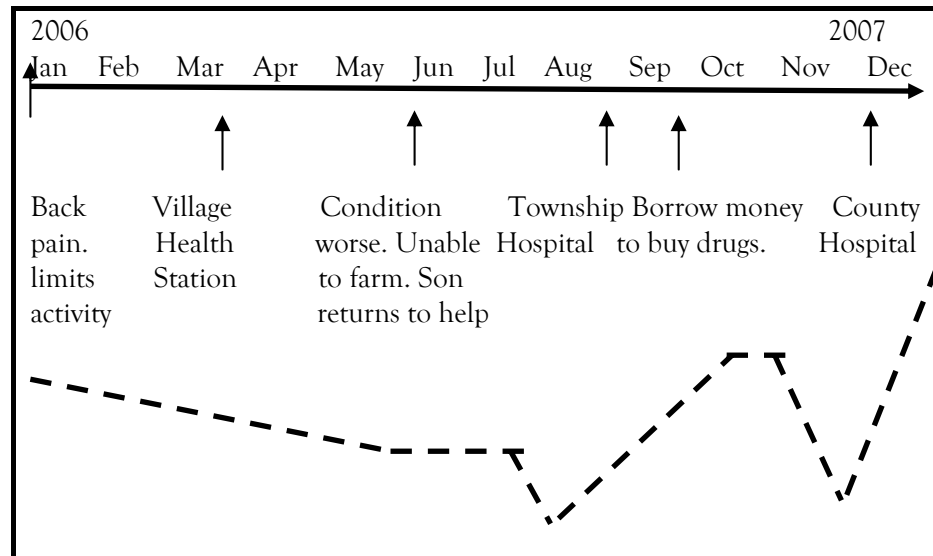 2006 2007
Jan Feb Mar Apr May Jun Jul Aug Sep Oct Nov Dec
Back Village Condition Township Borrow money County
pain. Health worse. Unable Hospital to buy drugs. Hospital
limits Station to farm. Son
activity returns to help